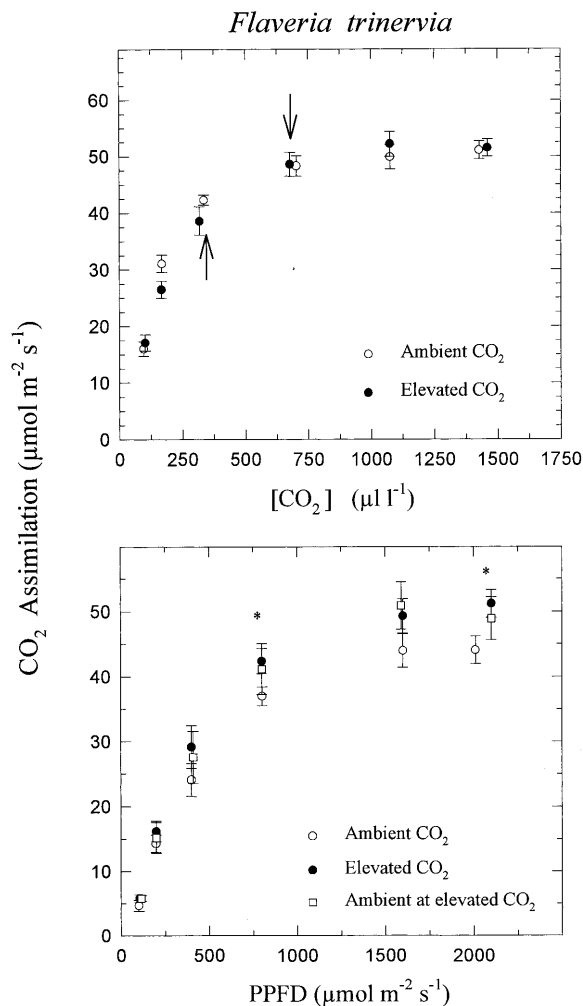 Flaveria trinervia
60
50
40
30
20
10
0
0 250 500 750 1000 1250 1500 1750
Ambient CO2
Elevated CO2
[CO2] (µl l-1)
CO2 Assimilation (µmol m-2 s-1)
*
*
50
40
30
20
10
0
0 500 1000 1500 2000
Ambient CO2
Elevated CO2
Ambient at elevated CO2
PPFD (µmol m-2 s-1)